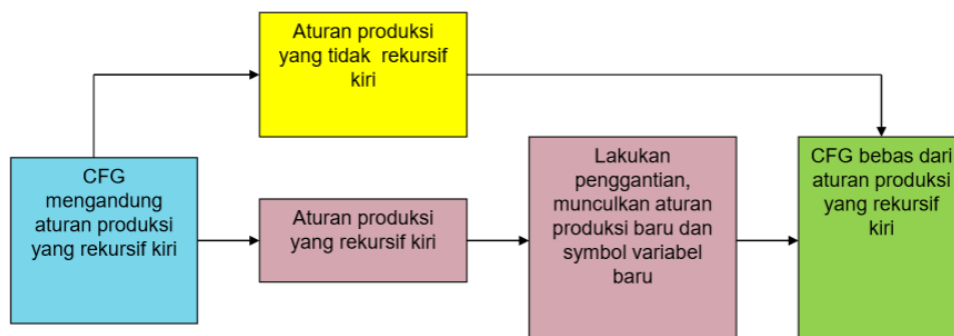 Aturan produksi
yang tidak rekursif
kiri
CFG
mengandung
aturan produksi
yang rekursif kiri
Aturan produksi
yang rekursif kiri
Lakukan
penggantian,
munculkan aturan
produksi baru dan
symbol variabel
baru
CFG bebas dari
aturan produksi
yang rekursif
kiri